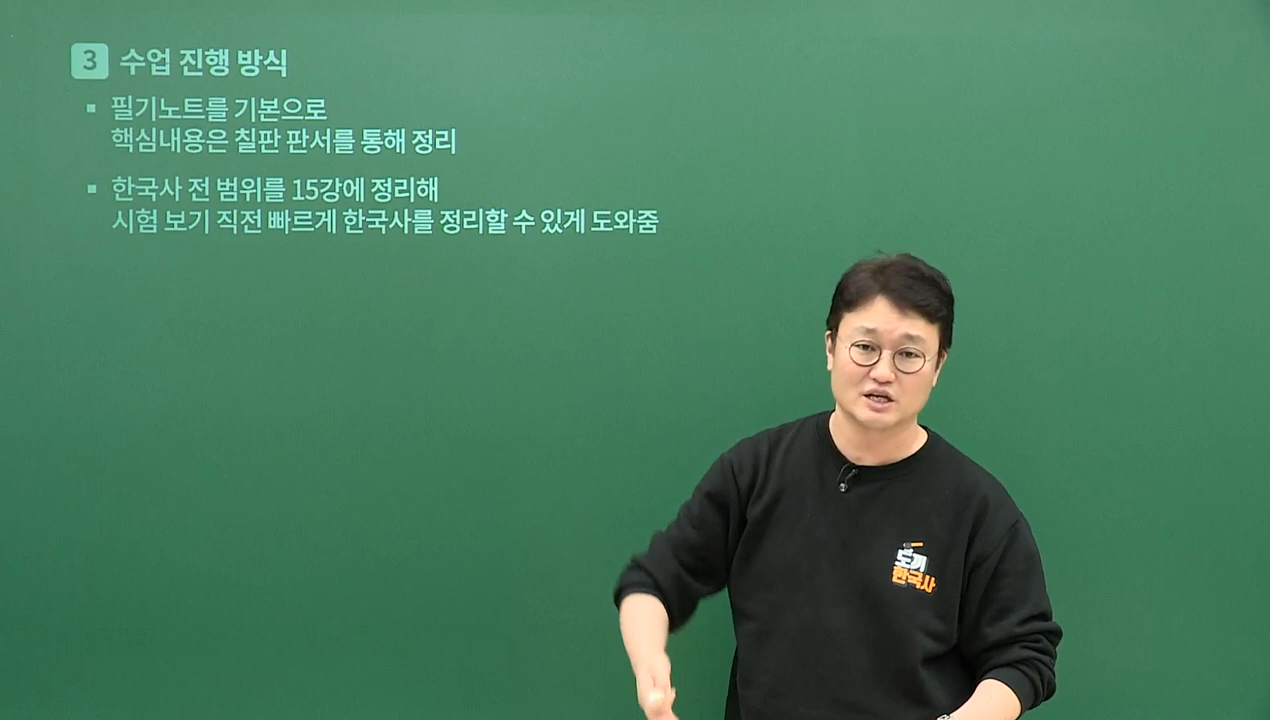 3 수업 진행 방식
▪ 필기노트를 기본으로
핵심내용은 칠판 판서를 통해 정리
▪ 한국사 전 범위를 15강에 정리해
시험 보기 직전 빠르게 한국사를 정리할 수 있게 도와줌
도끼
한국사